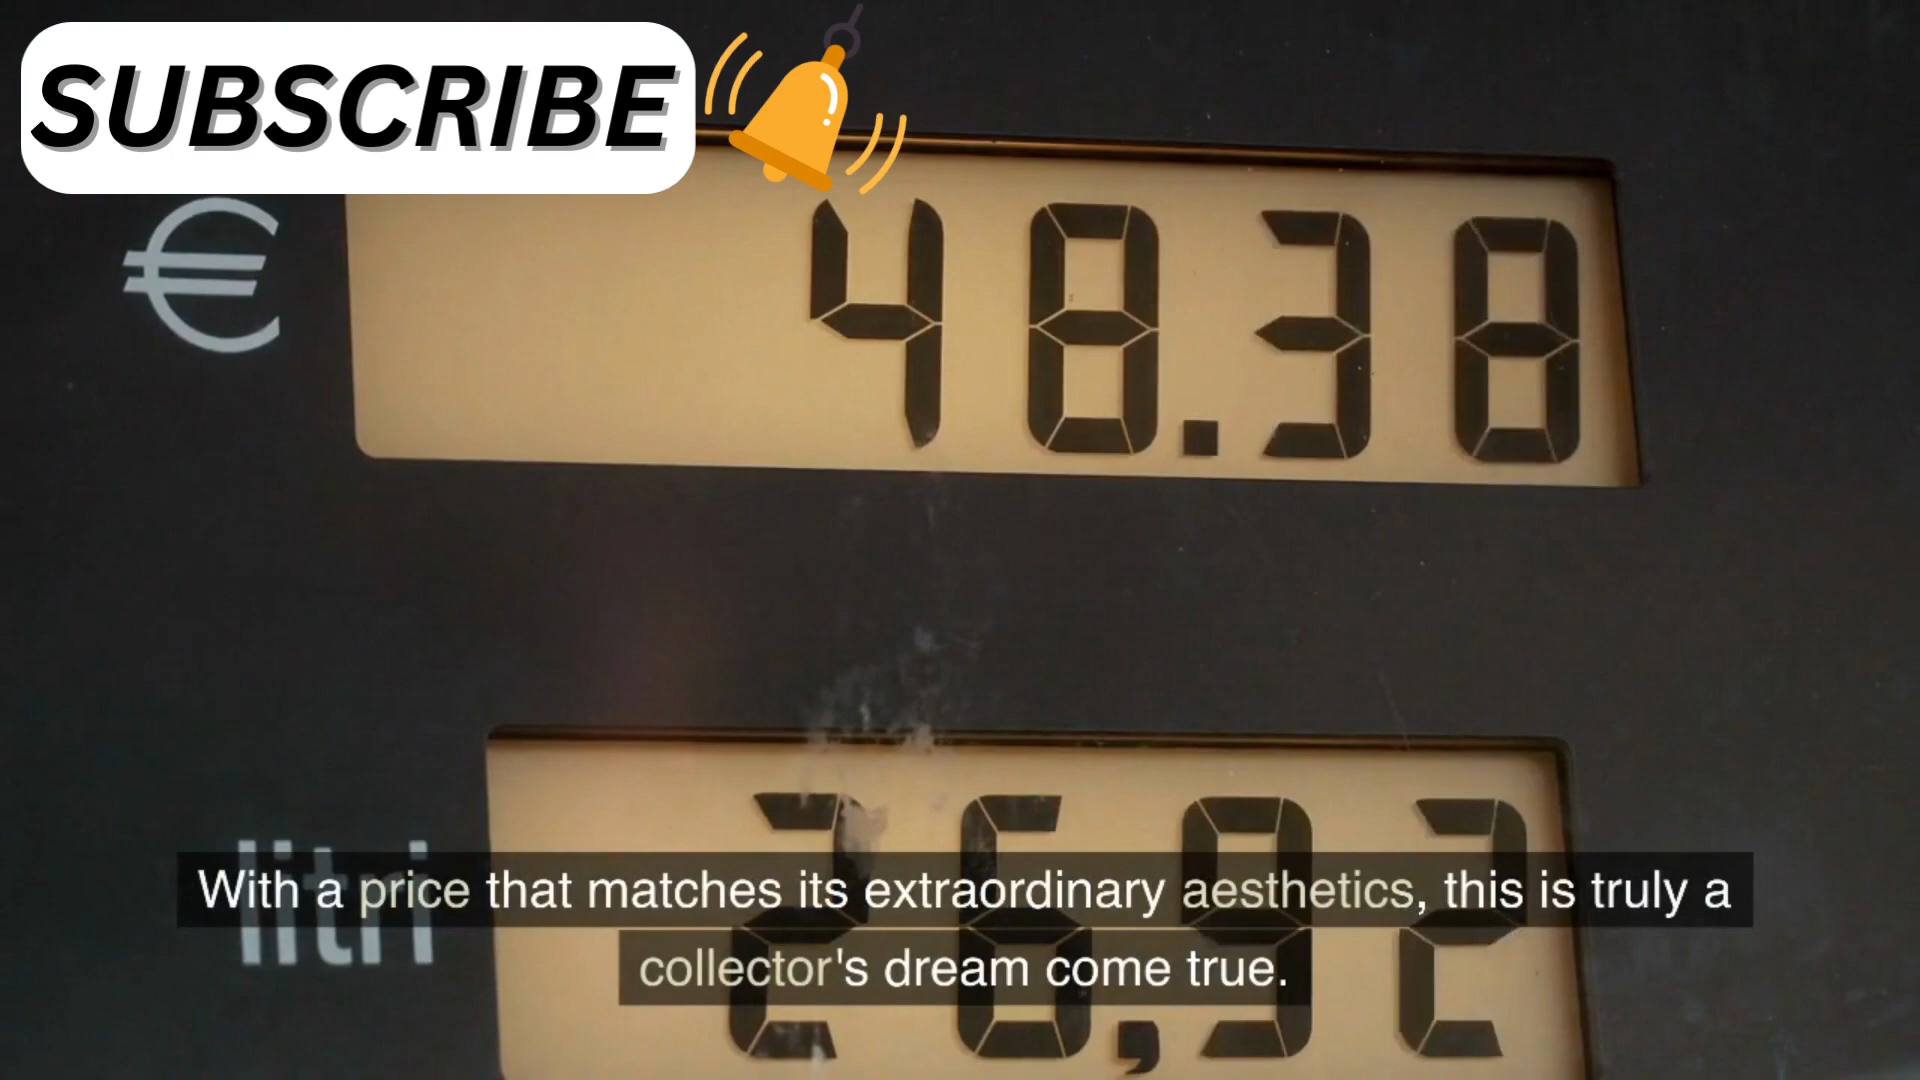 SUBSCRIBE
€ 48.38
litri 26,92
With a price that matches its extraordinary aesthetics, this is truly a
collector's dream come true.